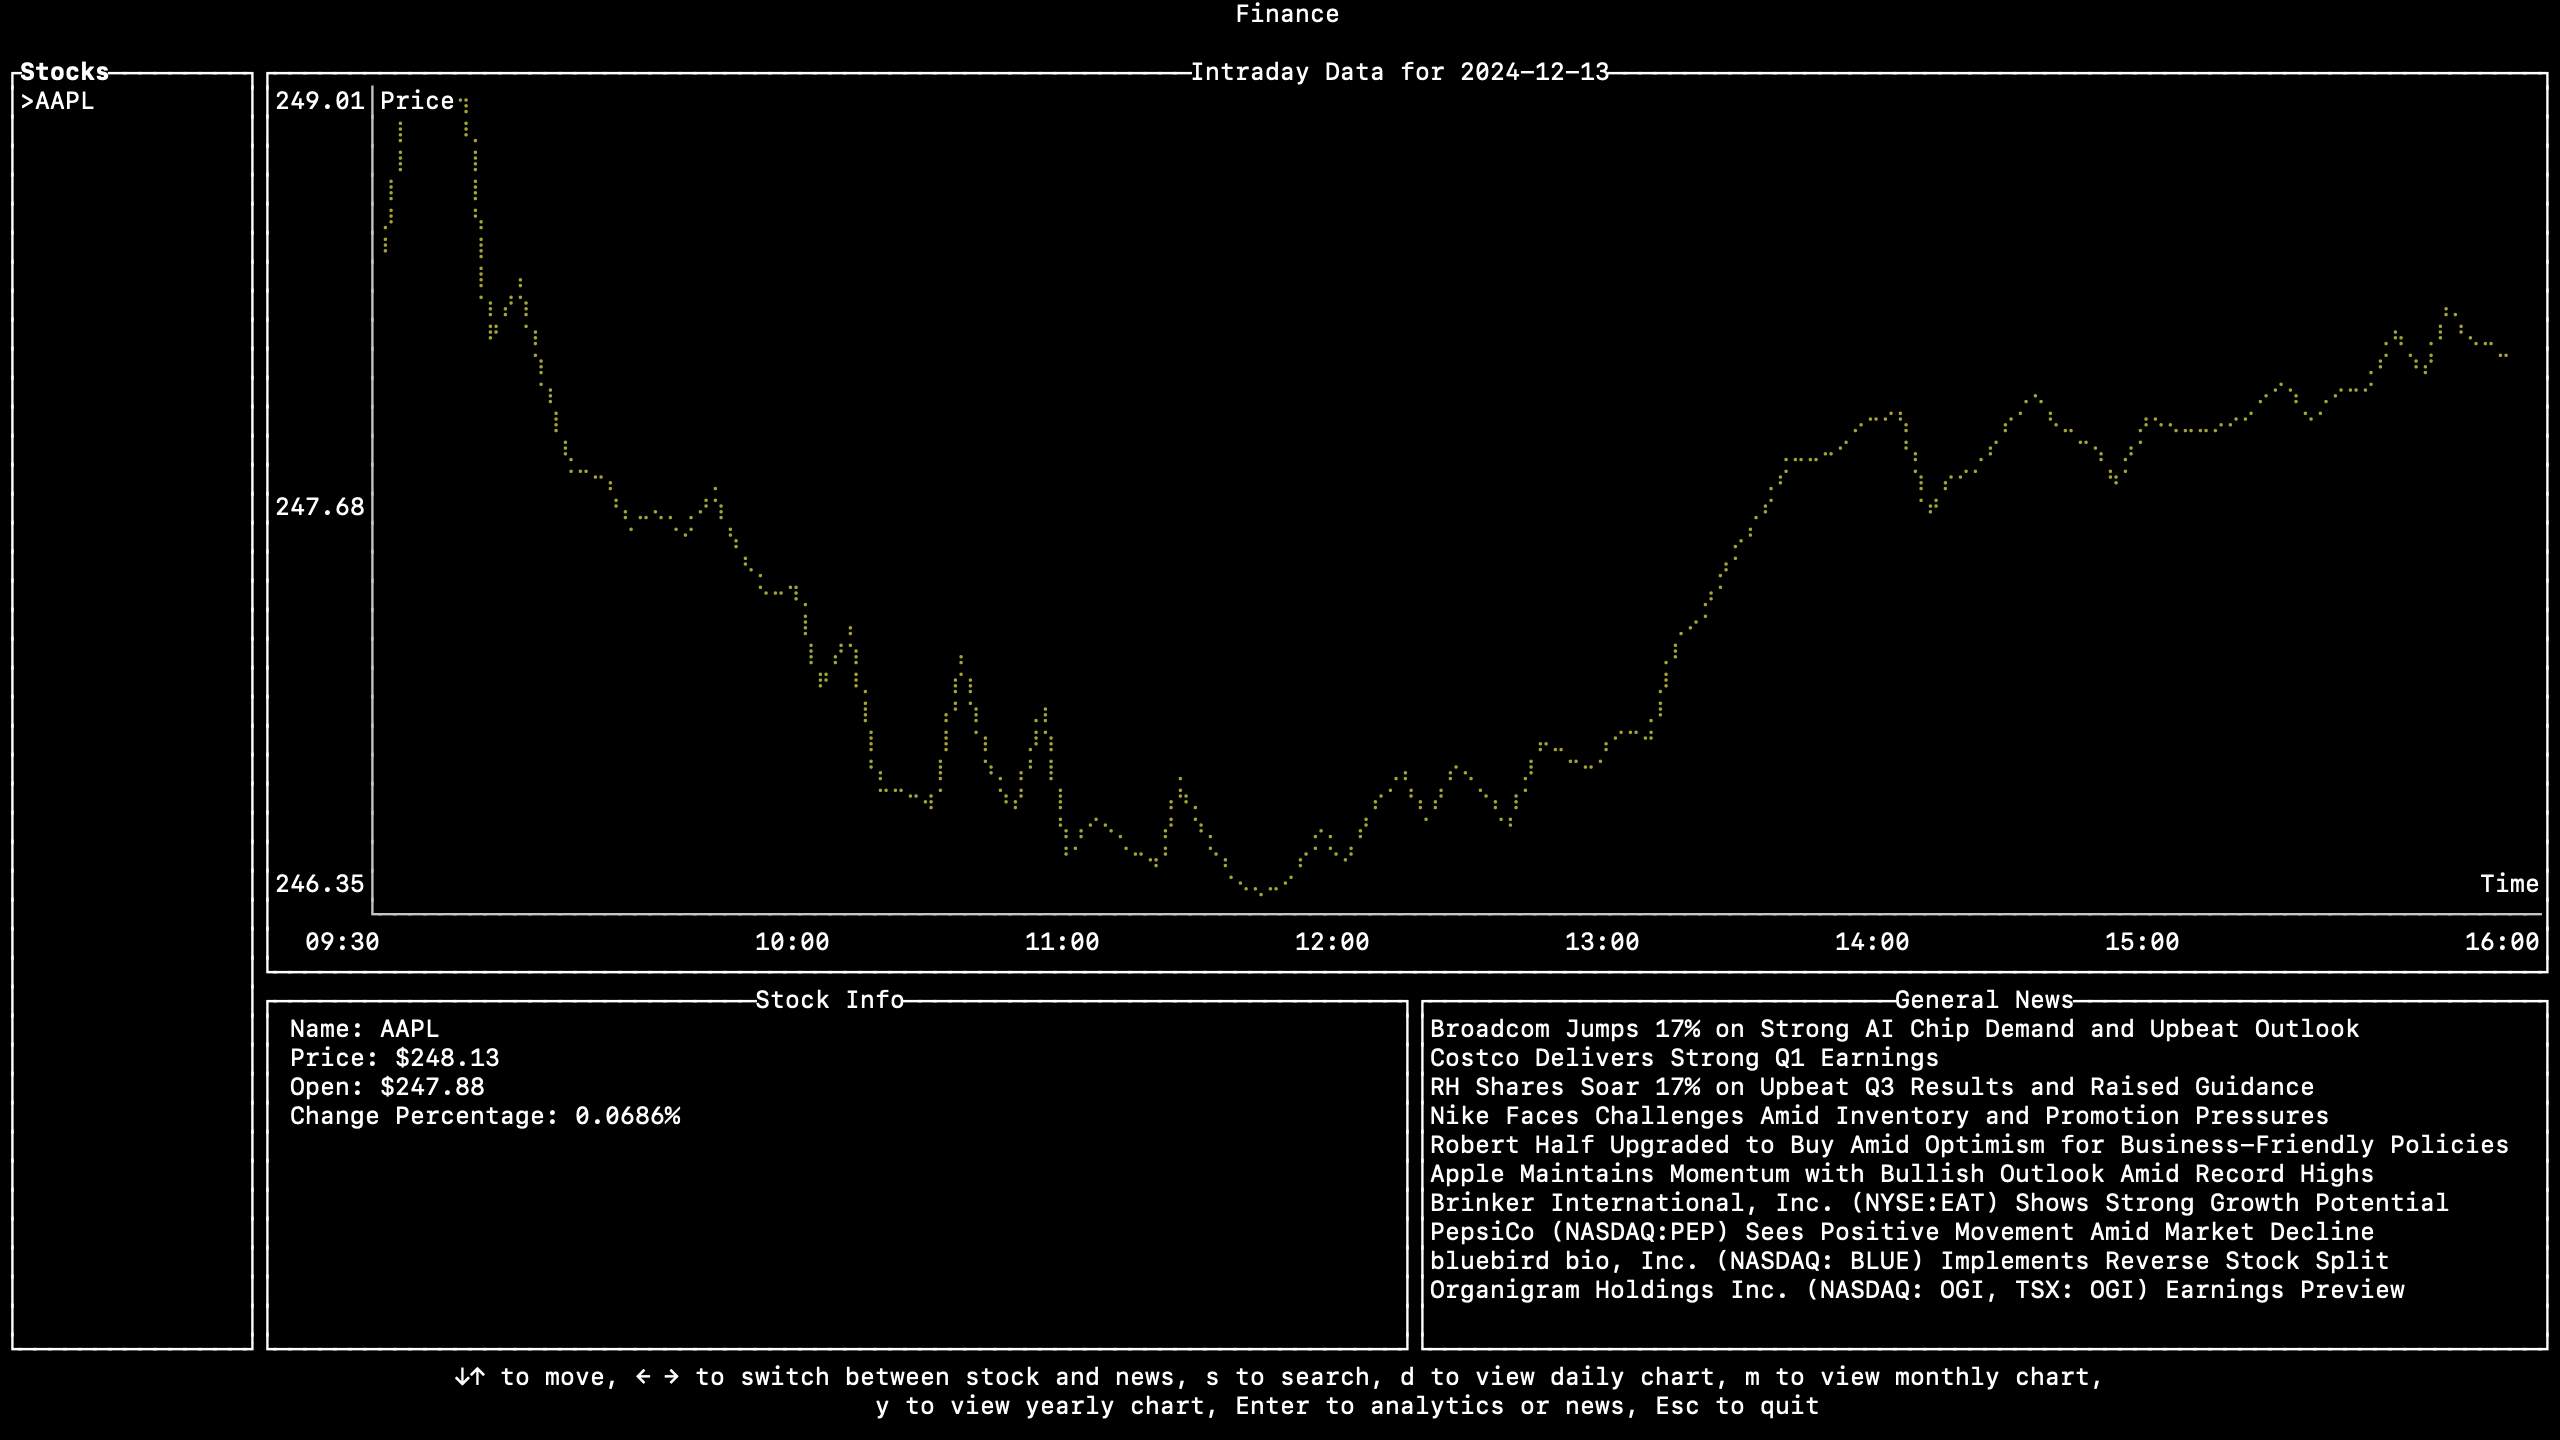 Finance
Stocks
>AAPL
Intraday Data for 2024-12-13
249.01 Price
247.68
246.35
Time
09:30 10:00 11:00 12:00 13:00 14:00 15:00 16:00
Stock Info
Name: AAPL
Price: $248.13
Open: $247.88
Change Percentage: 0.0686%
General News
Broadcom Jumps 17% on Strong AI Chip Demand and Upbeat Outlook
Costco Delivers Strong Q1 Earnings
RH Shares Soar 17% on Upbeat Q3 Results and Raised Guidance
Nike Faces Challenges Amid Inventory and Promotion Pressures
Robert Half Upgraded to Buy Amid Optimism for Business-Friendly Policies
Apple Maintains Momentum with Bullish Outlook Amid Record Highs
Brinker International, Inc. (NYSE:EAT) Shows Strong Growth Potential
PepsiCo (NASDAQ:PEP) Sees Positive Movement Amid Market Decline
bluebird bio, Inc. (NASDAQ: BLUE) Implements Reverse Stock Split
Organigram Holdings Inc. (NASDAQ: OGI, TSX: OGI) Earnings Preview
↓↑ to move, ← → to switch between stock and news, s to search, d to view daily chart, m to view monthly chart,
y to view yearly chart, Enter to analytics or news, Esc to quit